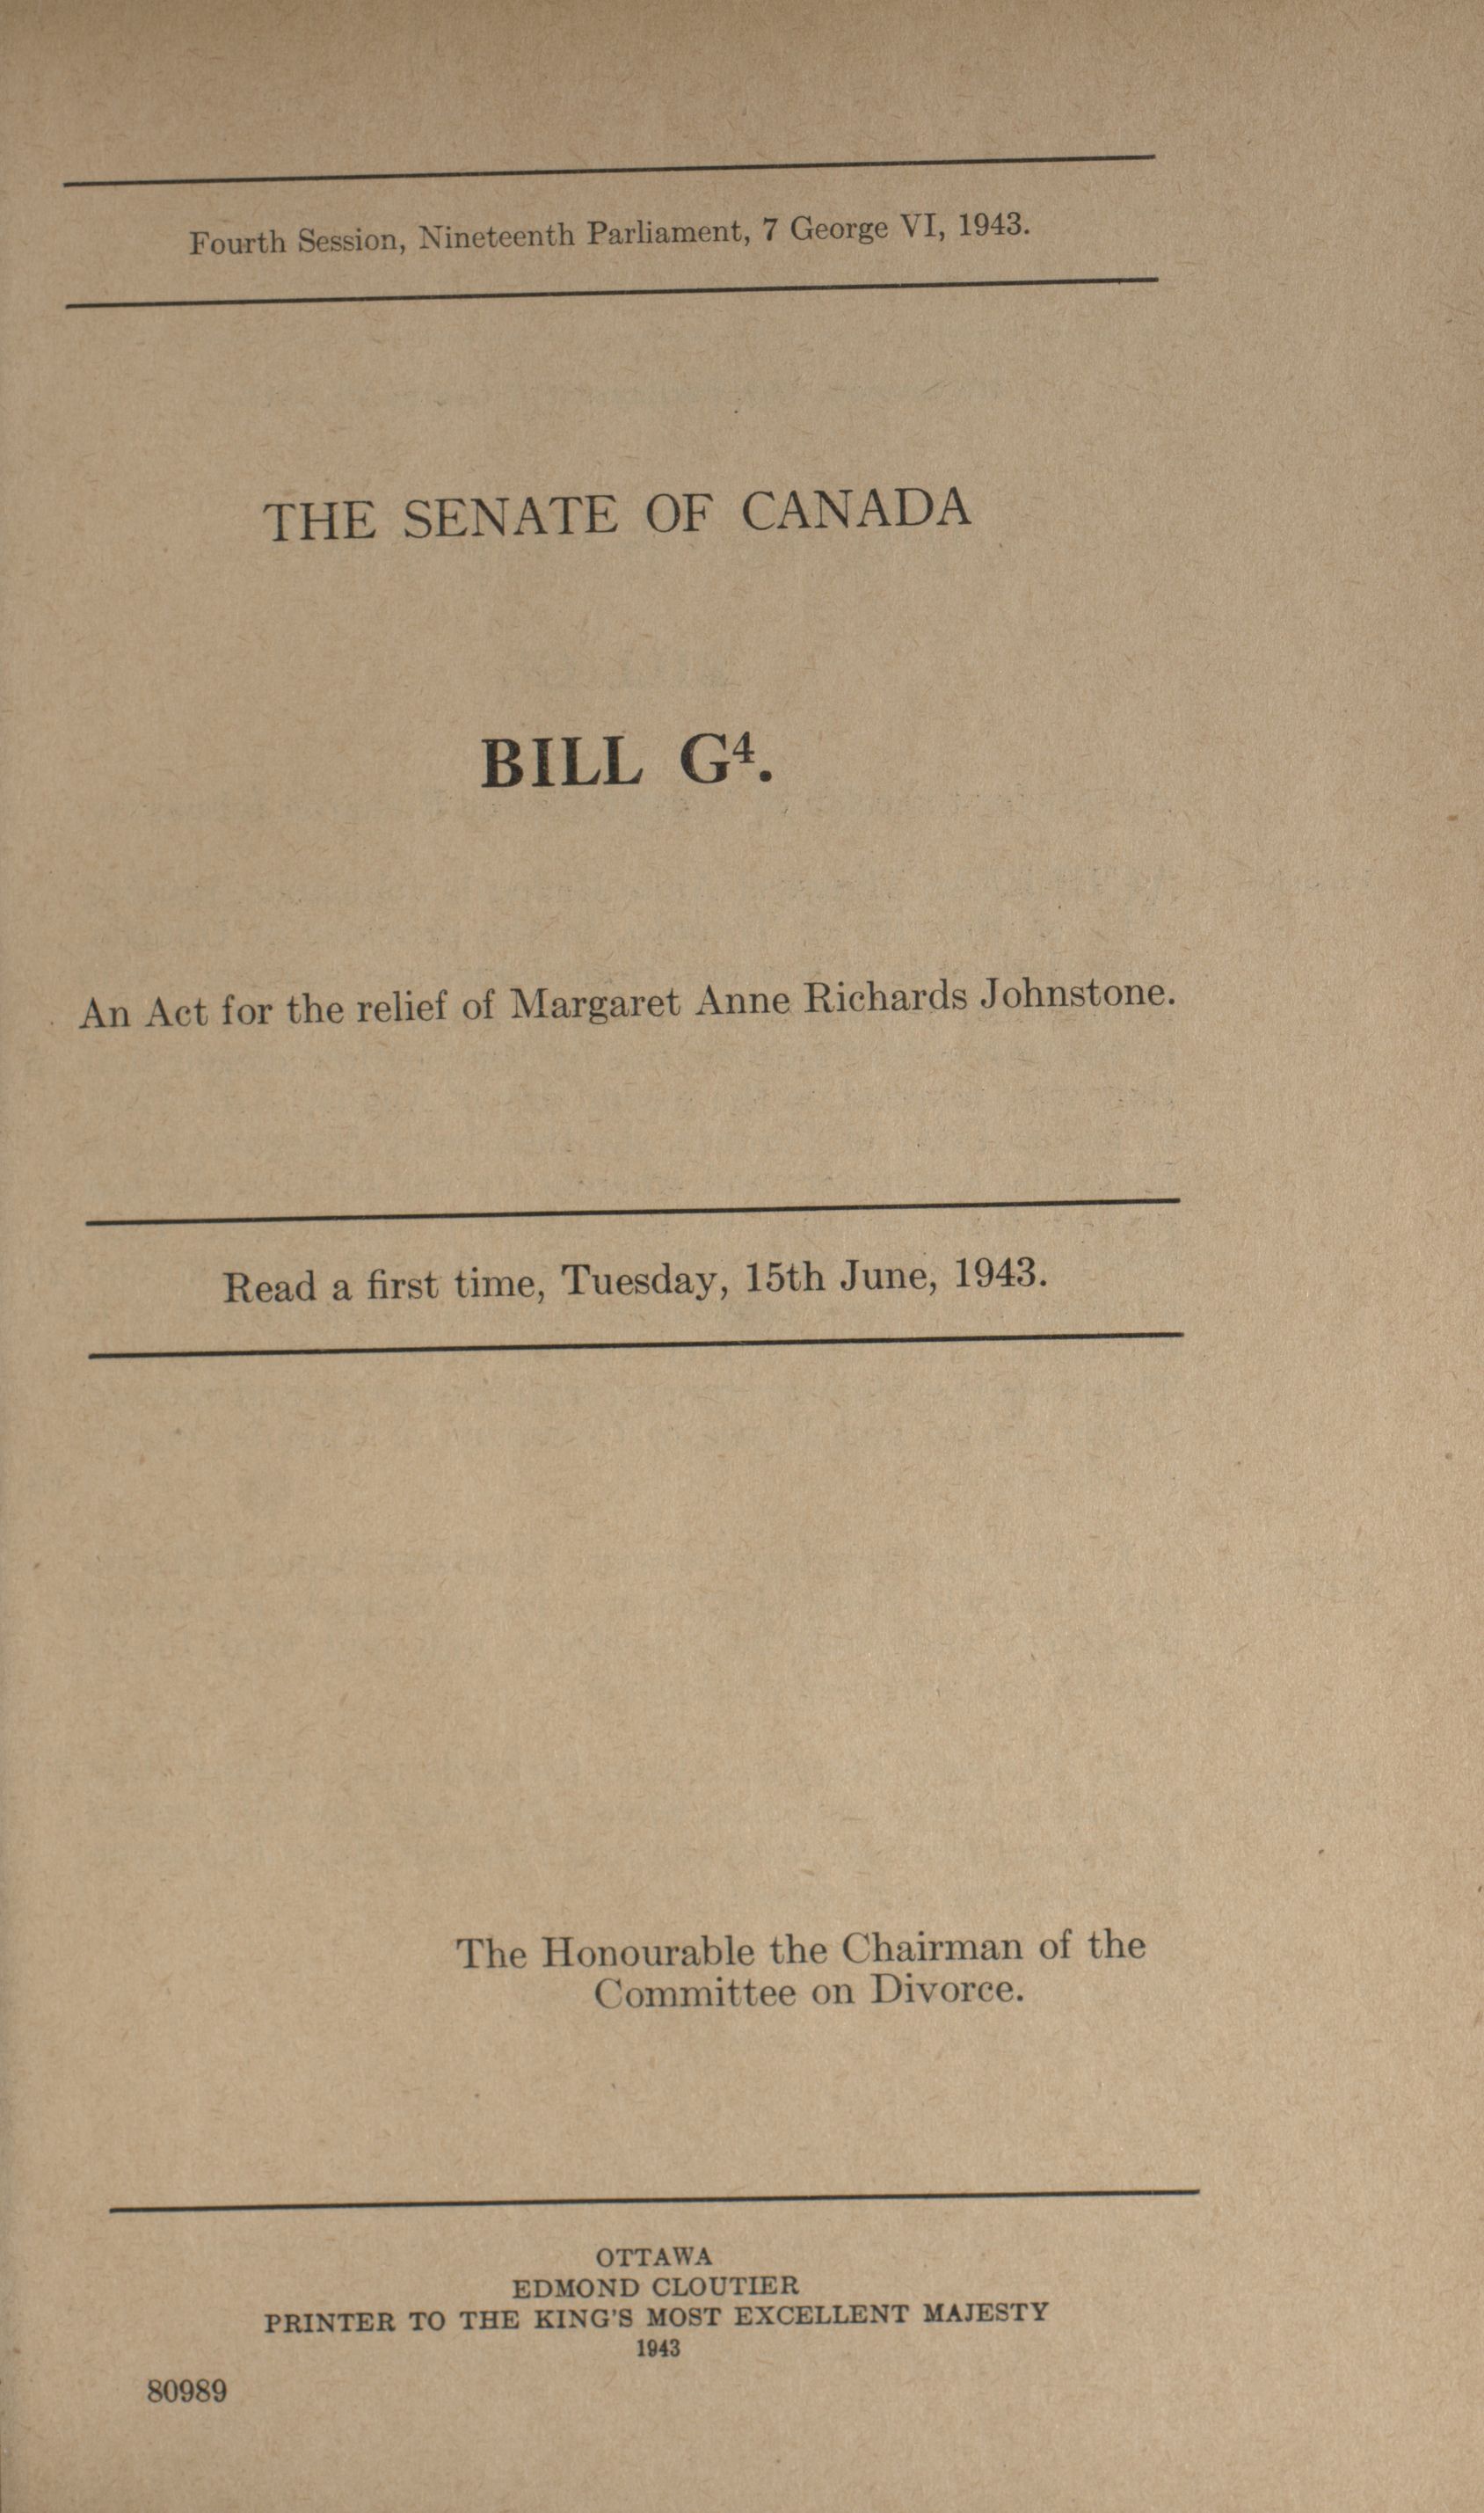 Fourth Session, Nineteenth Parliament, 7 George VI, 1943.
THE SENATE OF CANADA
BILL G⁴.
An Act for the relief of Margaret Anne Richards Johnstone.
Read a first time, Tuesday, 15th June, 1943.
The Honourable the Chairman of the
Committee on Divorce.
OTTAWA
EDMOND CLOUTIER
PRINTER TO THE KING'S MOST EXCELLENT MAJESTY
1943
80989